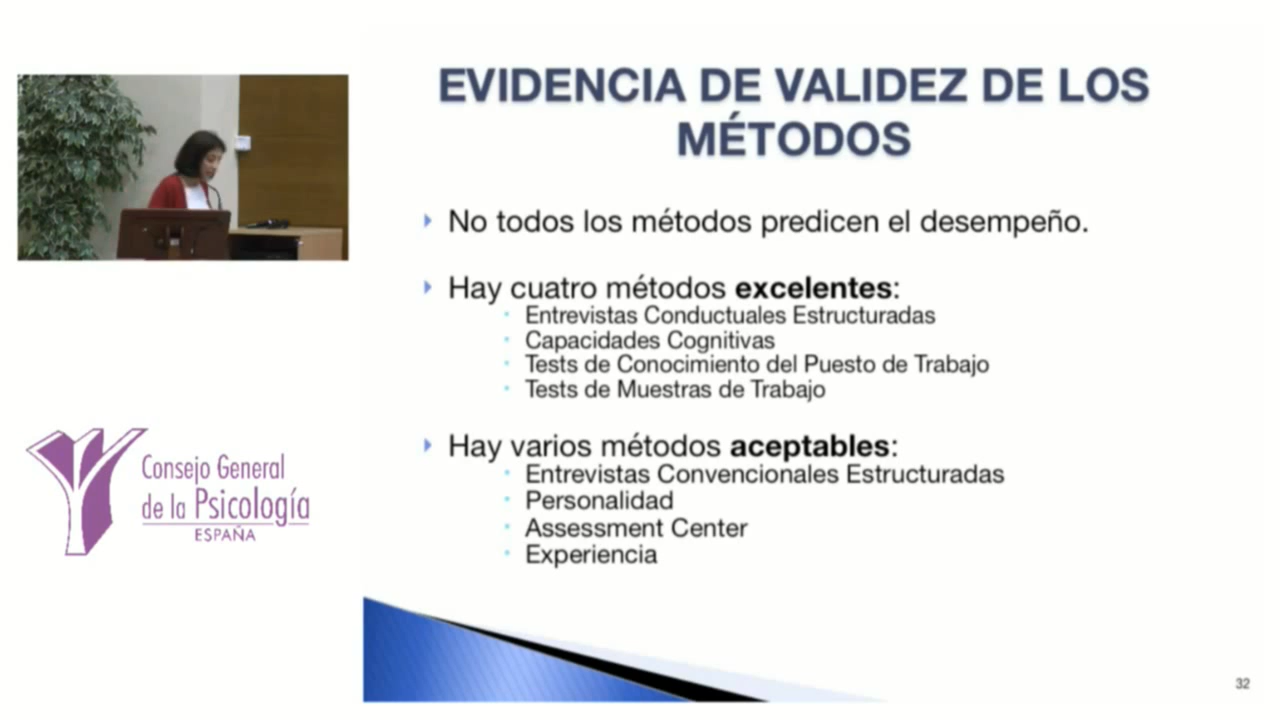 EVIDENCIA DE VALIDEZ DE LOS
MÉTODOS
No todos los métodos predicen el desempeño.
Hay cuatro métodos excelentes:
Entrevistas Conductuales Estructuradas
Capacidades Cognitivas
Tests de Conocimiento del Puesto de Trabajo
Tests de Muestras de Trabajo
Hay varios métodos aceptables:
Entrevistas Convencionales Estructuradas
Personalidad
Assessment Center
Experiencia
Consejo General
de la Psicología
ESPAÑA
32